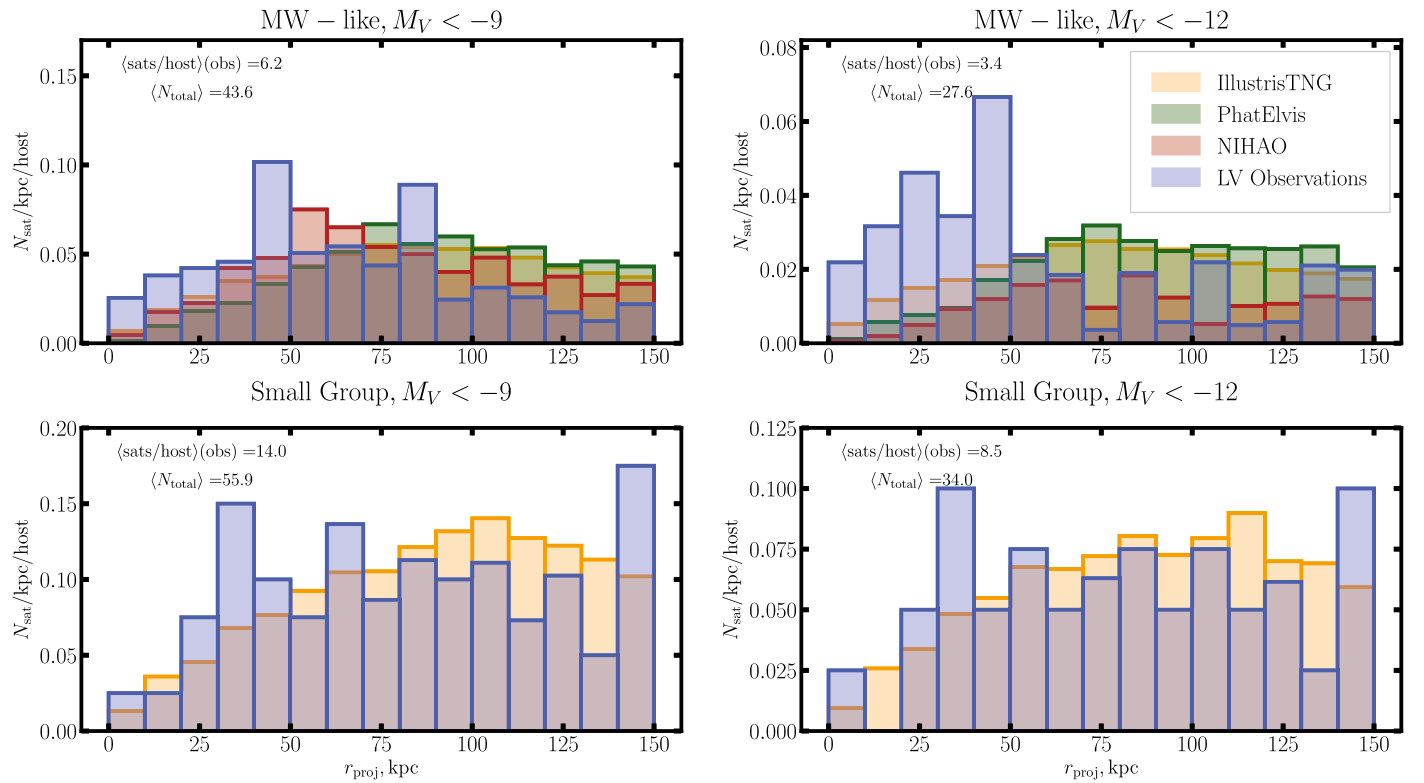 MW – like, M_V < −9
⟨sats/host⟩(obs) =6.2
⟨N_total⟩ =43.6
N_sat/kpc/host
0.15
0.10
0.05
0.00
0 25 50 75 100 125 150
MW – like, M_V < −12
⟨sats/host⟩(obs) =3.4
⟨N_total⟩ =27.6
IllustrisTNG
PhatElvis
NIHAO
LV Observations
N_sat/kpc/host
0.08
0.06
0.04
0.02
0.00
0 25 50 75 100 125 150
Small Group, M_V < −9
⟨sats/host⟩(obs) =14.0
⟨N_total⟩ =55.9
N_sat/kpc/host
0.20
0.15
0.10
0.05
0.00
0 25 50 75 100 125 150
r_proj, kpc
Small Group, M_V < −12
⟨sats/host⟩(obs) =8.5
⟨N_total⟩ =34.0
N_sat/kpc/host
0.125
0.100
0.075
0.050
0.025
0.000
0 25 50 75 100 125 150
r_proj, kpc